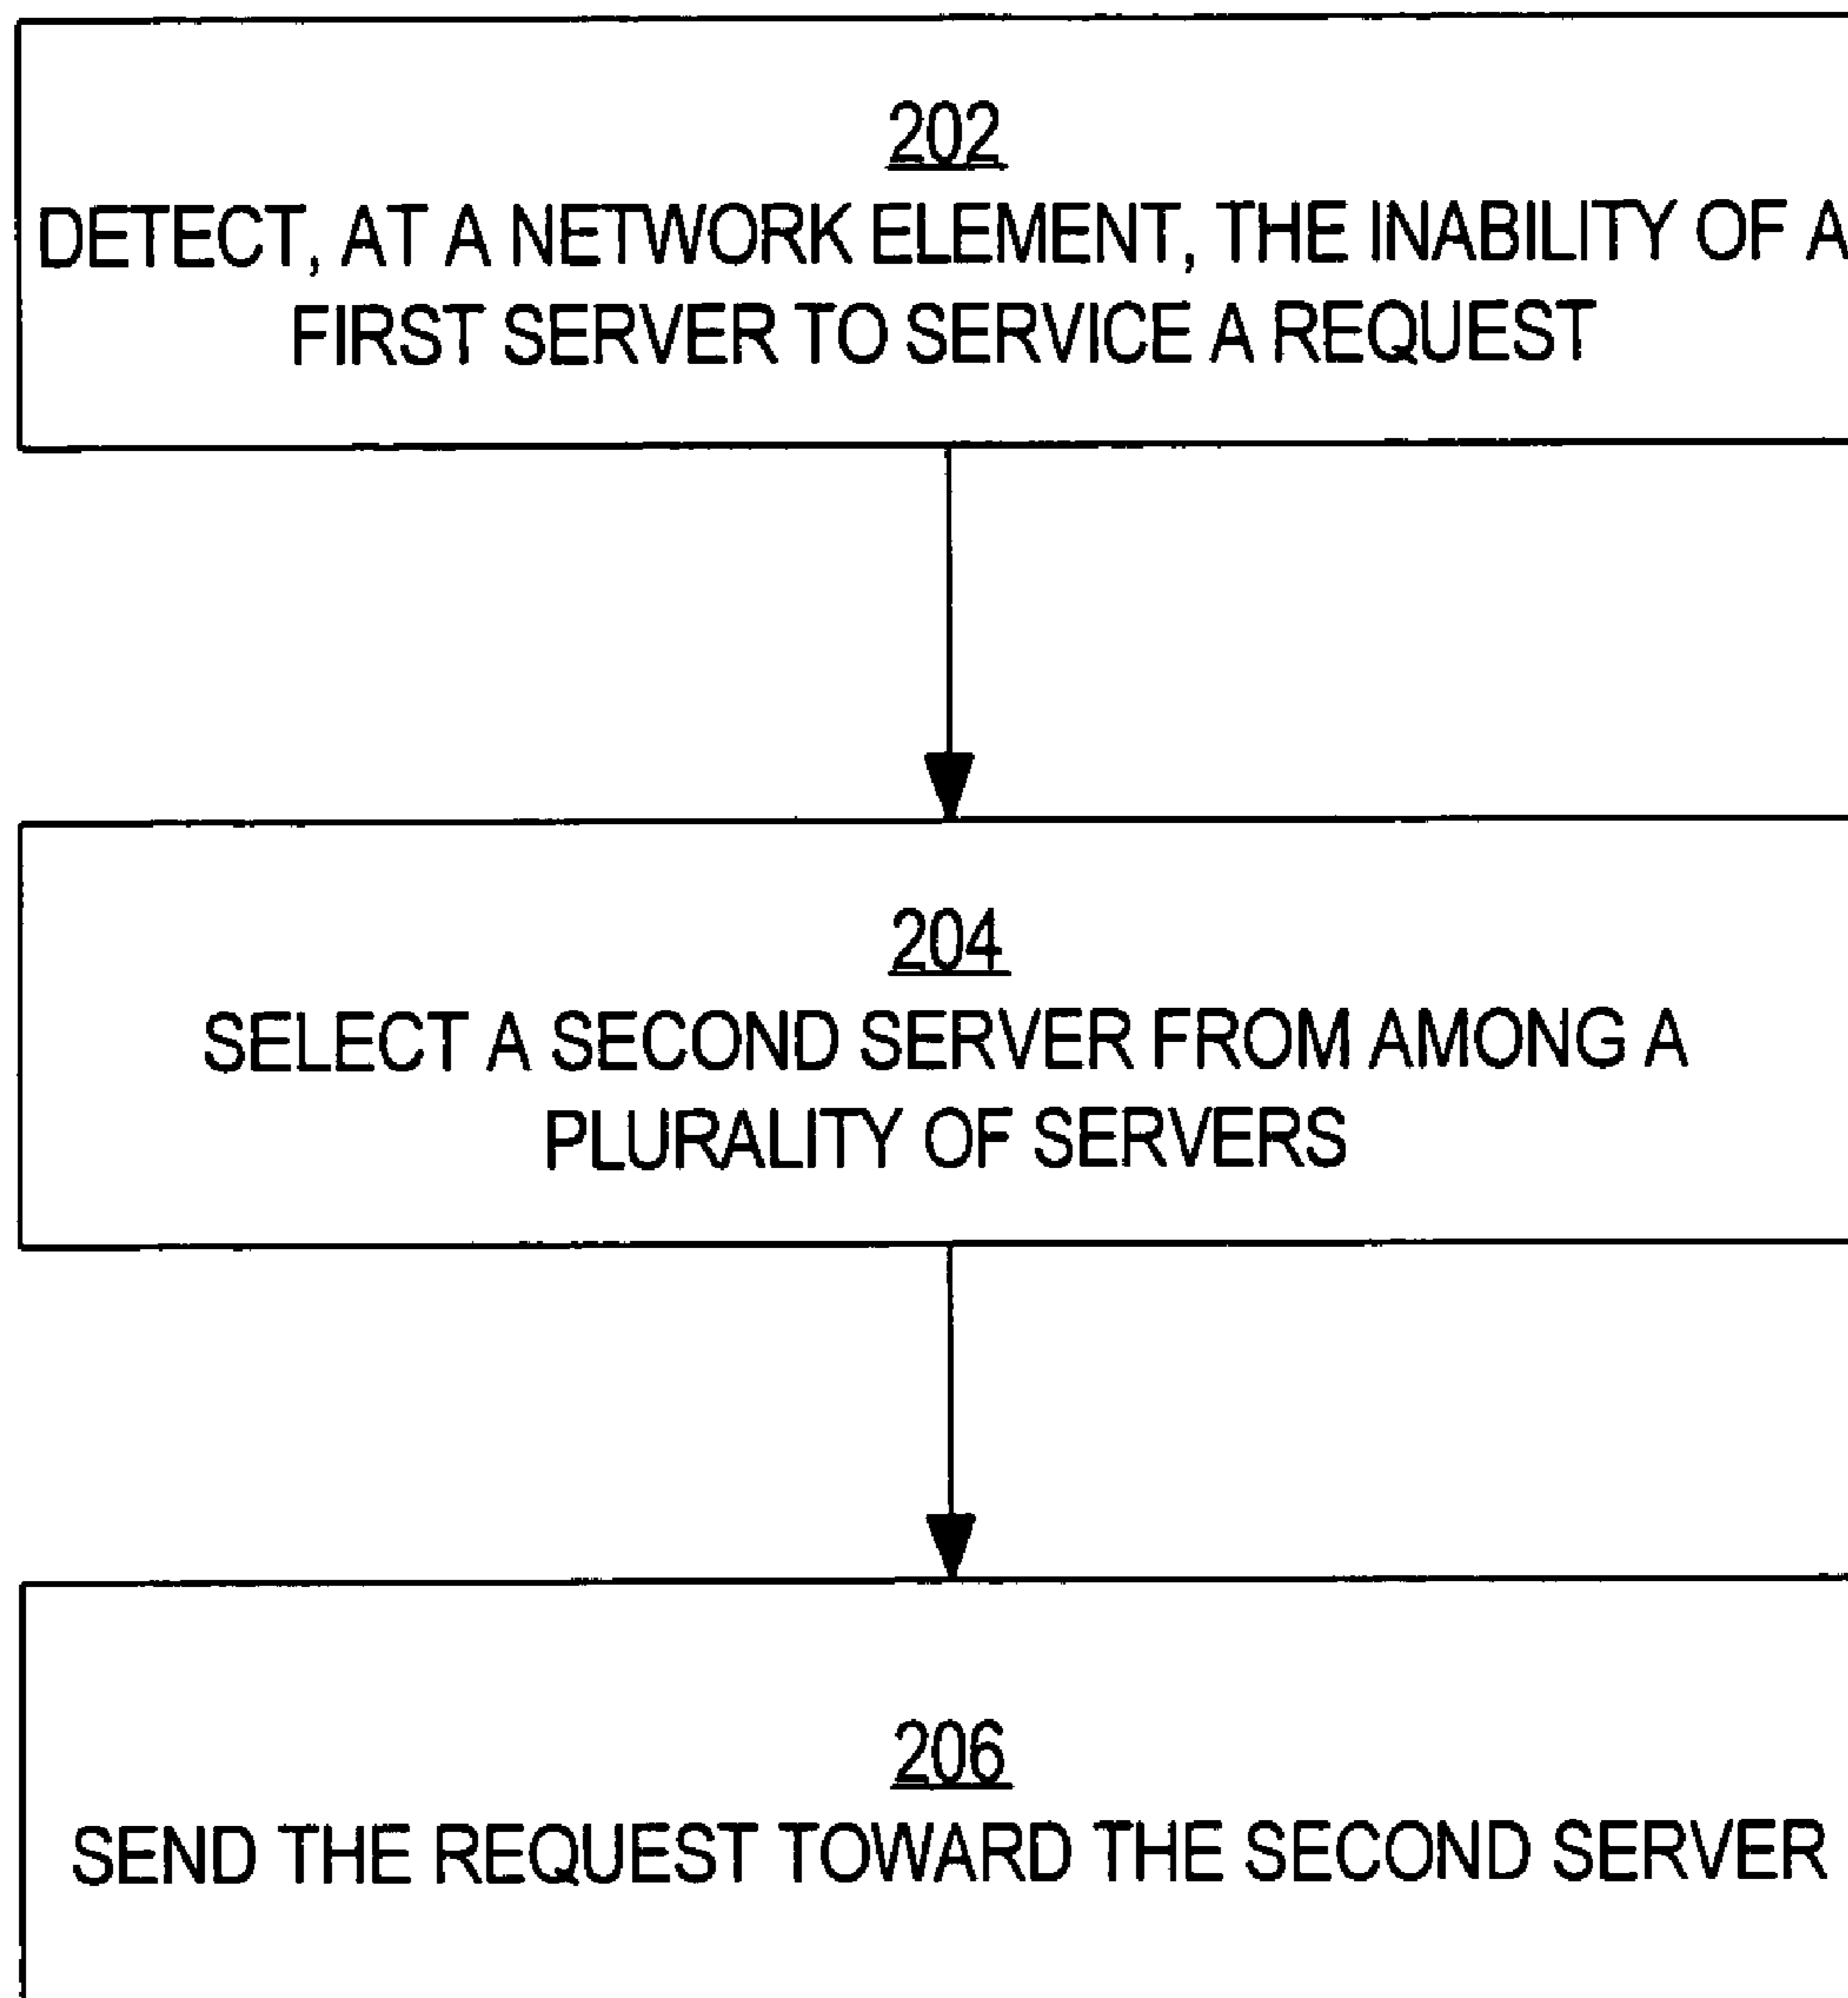 202
DETECT, AT A NETWORK ELEMENT, THE INABILITY OF A
FIRST SERVER TO SERVICE A REQUEST
204
SELECT A SECOND SERVER FROM AMONG A
PLURALITY OF SERVERS
206
SEND THE REQUEST TOWARD THE SECOND SERVER